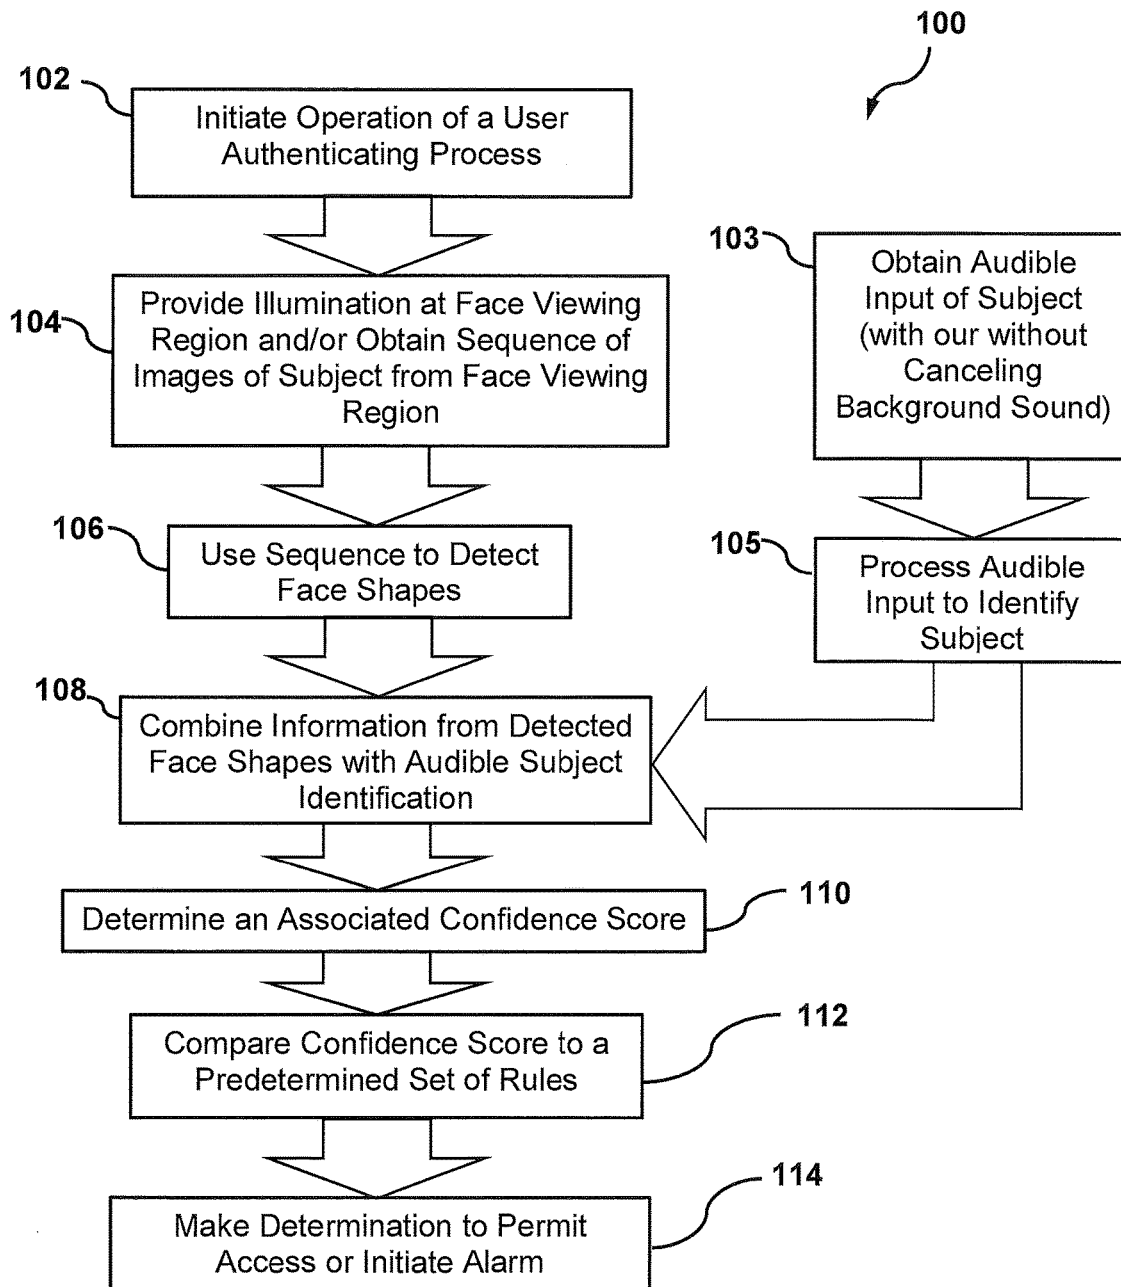 100
102
Initiate Operation of a User
Authenticating Process
103
Obtain Audible
Input of Subject
(with our without
Canceling
Background Sound)
104
Provide Illumination at Face Viewing
Region and/or Obtain Sequence of
Images of Subject from Face Viewing
Region
106
Use Sequence to Detect
Face Shapes
105
Process Audible
Input to Identify
Subject
108
Combine Information from Detected
Face Shapes with Audible Subject
Identification
110
Determine an Associated Confidence Score
112
Compare Confidence Score to a
Predetermined Set of Rules
114
Make Determination to Permit
Access or Initiate Alarm